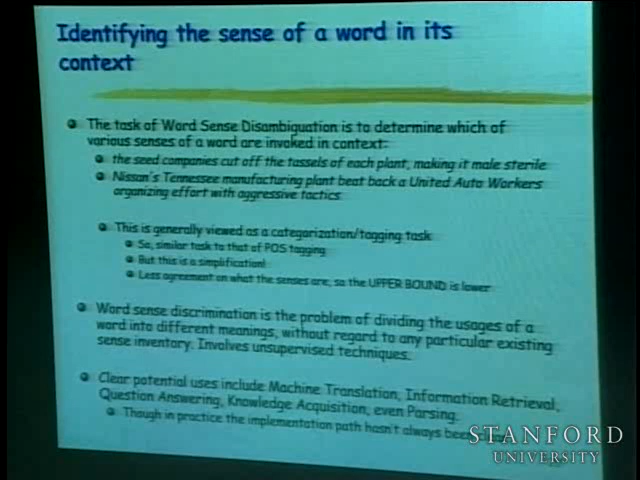 Identifying the sense of a word in its
context
The task of Word Sense Disambiguation is to determine which of
various senses of a word are invoked in context:
the seed companies cut off the tassels of each plant, making it male sterile
Nissan's Tennessee manufacturing plant beat back a United Auto Workers
organizing effort with aggressive tactics
This is generally viewed as a categorization/tagging task
So, similar task to that of POS tagging
But this is a simplification!
Less agreement on what the senses are, so the UPPER BOUND is lower
Word sense discrimination is the problem of dividing the usages of a
word into different meanings, without regard to any particular existing
sense inventory. Involves unsupervised techniques.
Clear potential uses include Machine Translation, Information Retrieval,
Question Answering, Knowledge Acquisition, even Parsing.
Though in practice the implementation path hasn't always been
STANFORD
UNIVERSITY